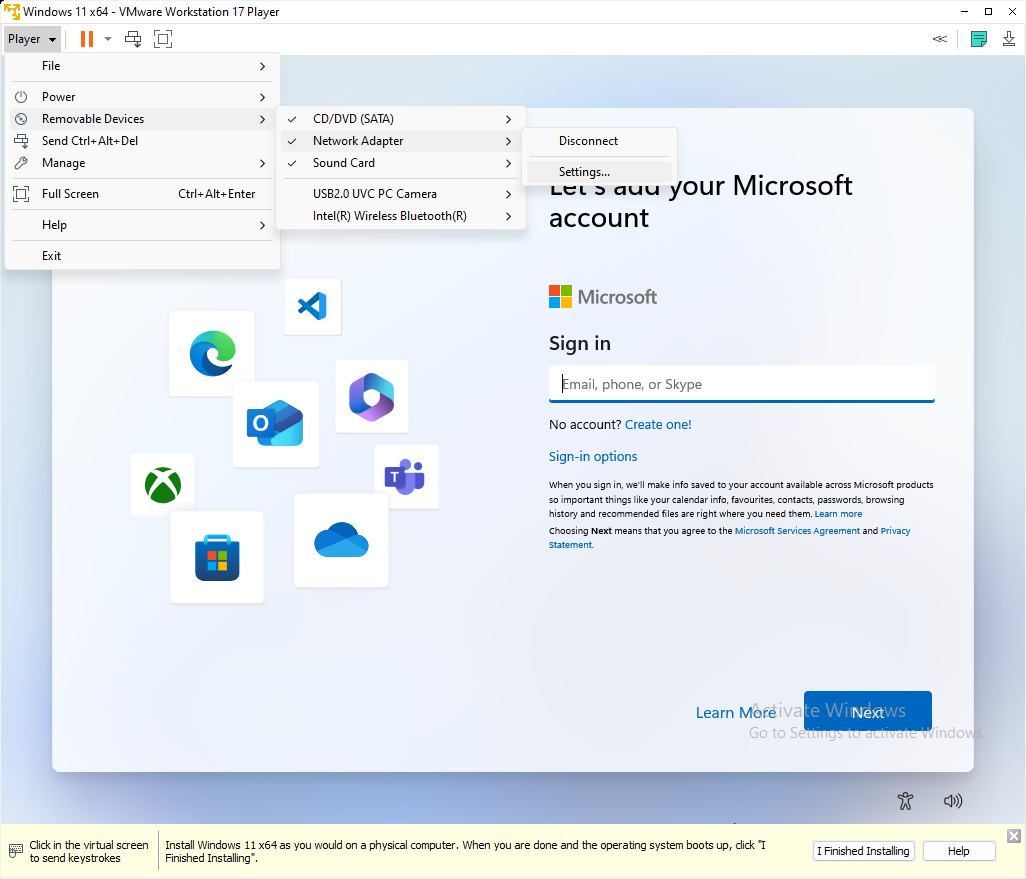 Windows 11 x64 - VMware Workstation 17 Player
Player
File
Power
Removable Devices
Send Ctrl+Alt+Del
Manage
Full Screen Ctrl+Alt+Enter
Help
Exit
CD/DVD (SATA)
Network Adapter
Sound Card
USB2.0 UVC PC Camera
Intel(R) Wireless Bluetooth(R)
Disconnect
Settings...
Let's add your Microsoft
account
Microsoft
Sign in
Email, phone, or Skype
No account? Create one!
Sign-in options
When you sign in, we'll make info saved to your account available across Microsoft products
so important things like your calendar info, favourites, contacts, passwords, browsing
history and recommended files are right where you need them. Learn more
Choosing Next means that you agree to the Microsoft Services Agreement and Privacy
Statement.
O
T
Learn More
Next
Activate Windows
Go to Settings to activate Windows.
Click in the virtual screen
to send keystrokes
Install Windows 11 x64 as you would on a physical computer. When you are done and the operating system boots up, click "I
Finished Installing".
I Finished Installing
Help